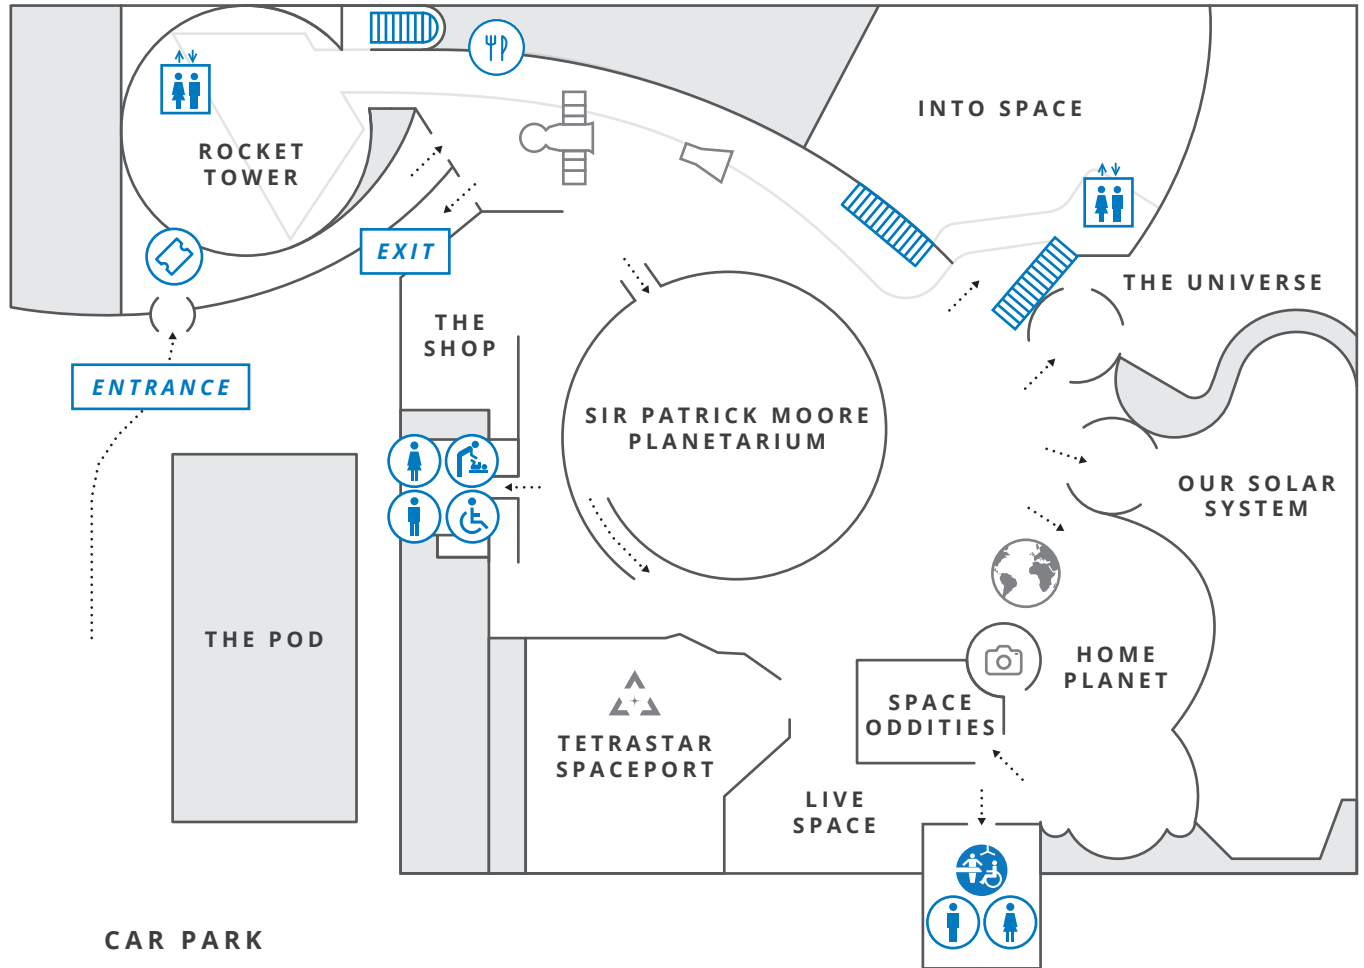 INTO SPACE
ROCKET
TOWER
EXIT
THE UNIVERSE
THE
SHOP
ENTRANCE
SIR PATRICK MOORE
PLANETARIUM
OUR SOLAR
SYSTEM
THE POD
HOME
PLANET
SPACE
ODDITIES
TETRASTAR
SPACEPORT
LIVE
SPACE
CAR PARK